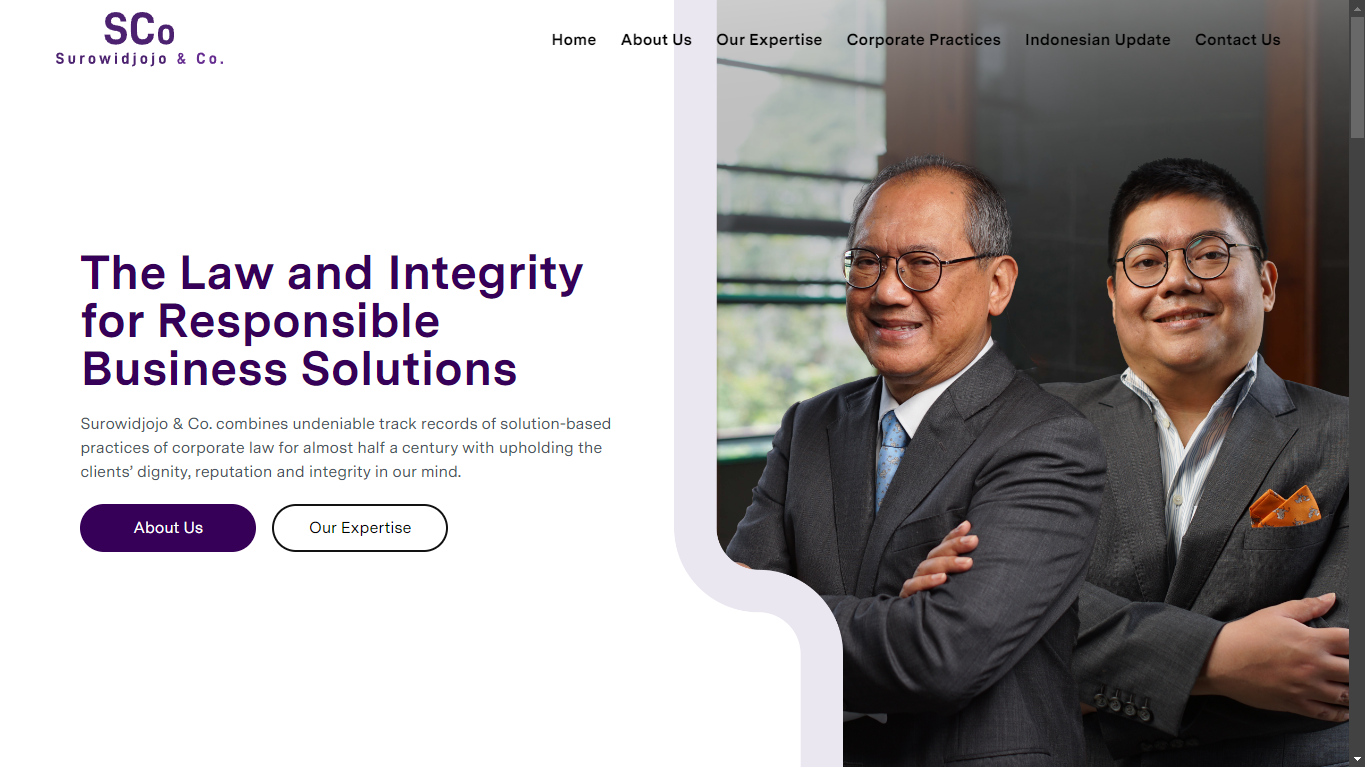 SCo
Surowidjojo & Co.
Home About Us Our Expertise Corporate Practices Indonesian Update Contact Us
The Law and Integrity
for Responsible
Business Solutions
Surowidjojo & Co. combines undeniable track records of solution-based
practices of corporate law for almost half a century with upholding the
clients’ dignity, reputation and integrity in our mind.
About Us Our Expertise